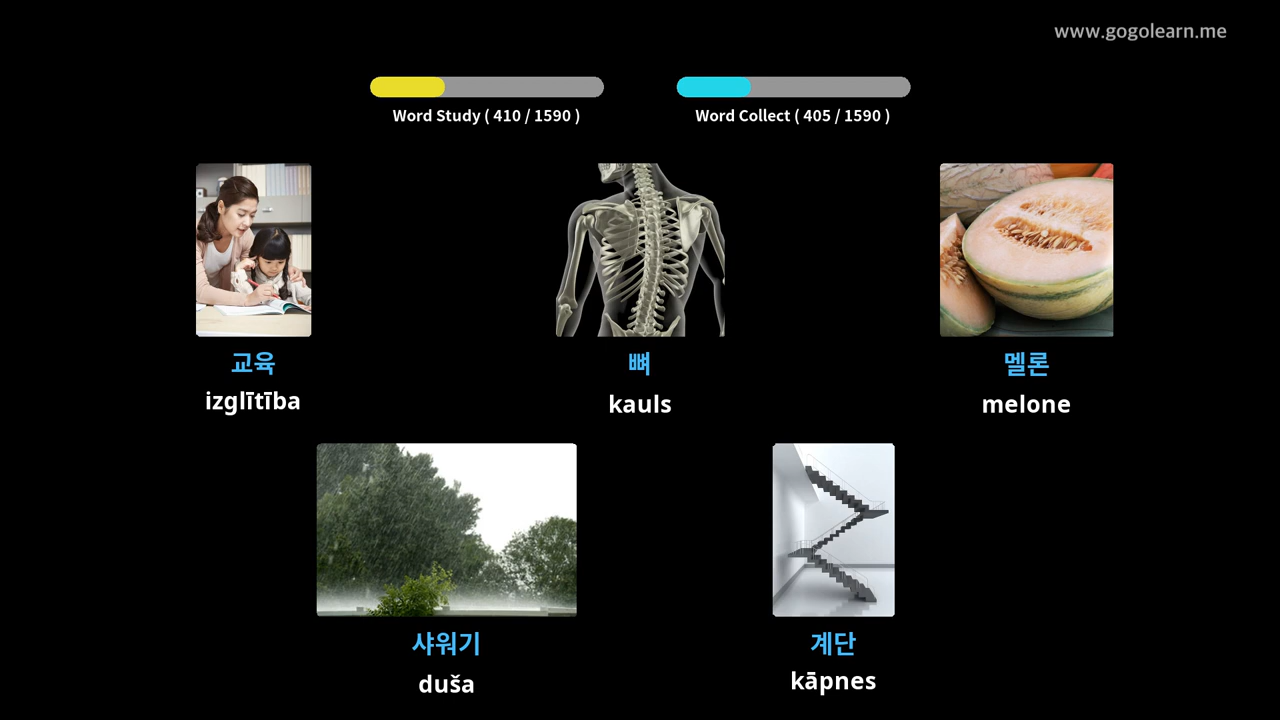 www.gogolearn.me
Word Study ( 410 / 1590 )
Word Collect ( 405 / 1590 )
교육
izglītība
뼈
kauls
멜론
melone
샤워기
duša
계단
kāpnes